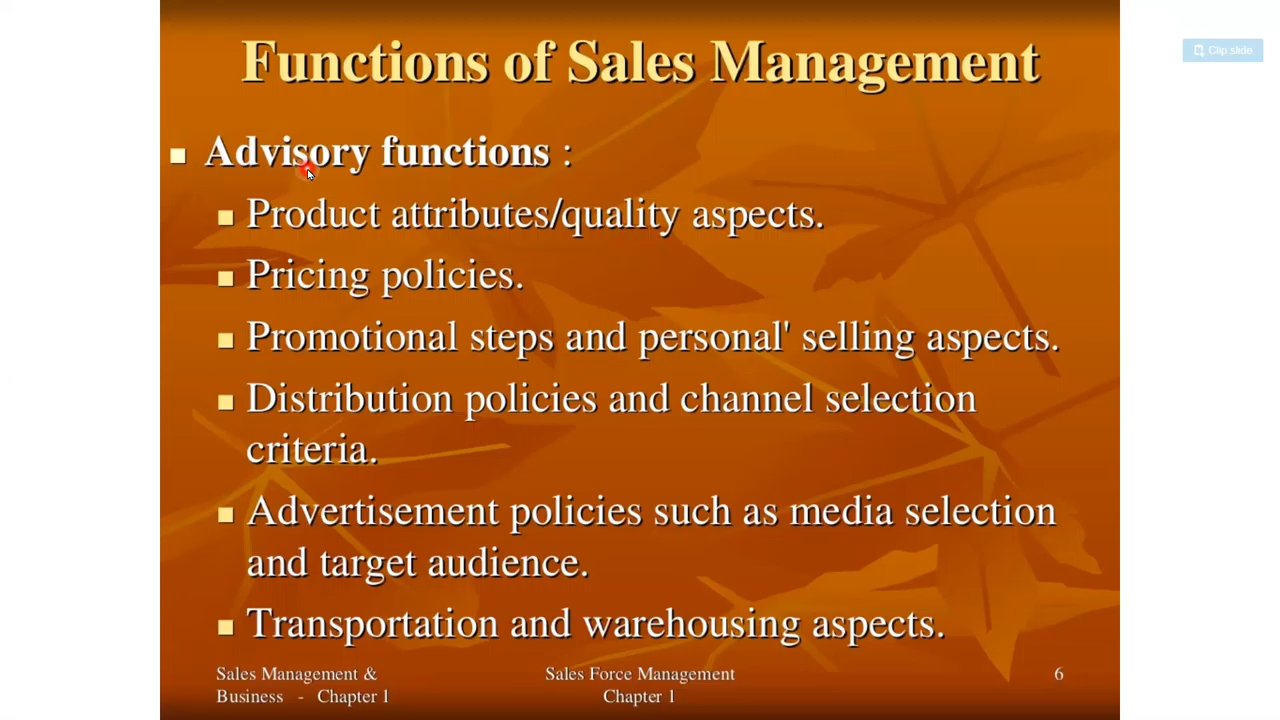 Functions of Sales Management
Clip slide
Advisory functions :
Product attributes/quality aspects.
Pricing policies.
Promotional steps and personal' selling aspects.
Distribution policies and channel selection
criteria.
Advertisement policies such as media selection
and target audience.
Transportation and warehousing aspects.
Sales Management &
Business - Chapter 1
Sales Force Management
Chapter 1
6